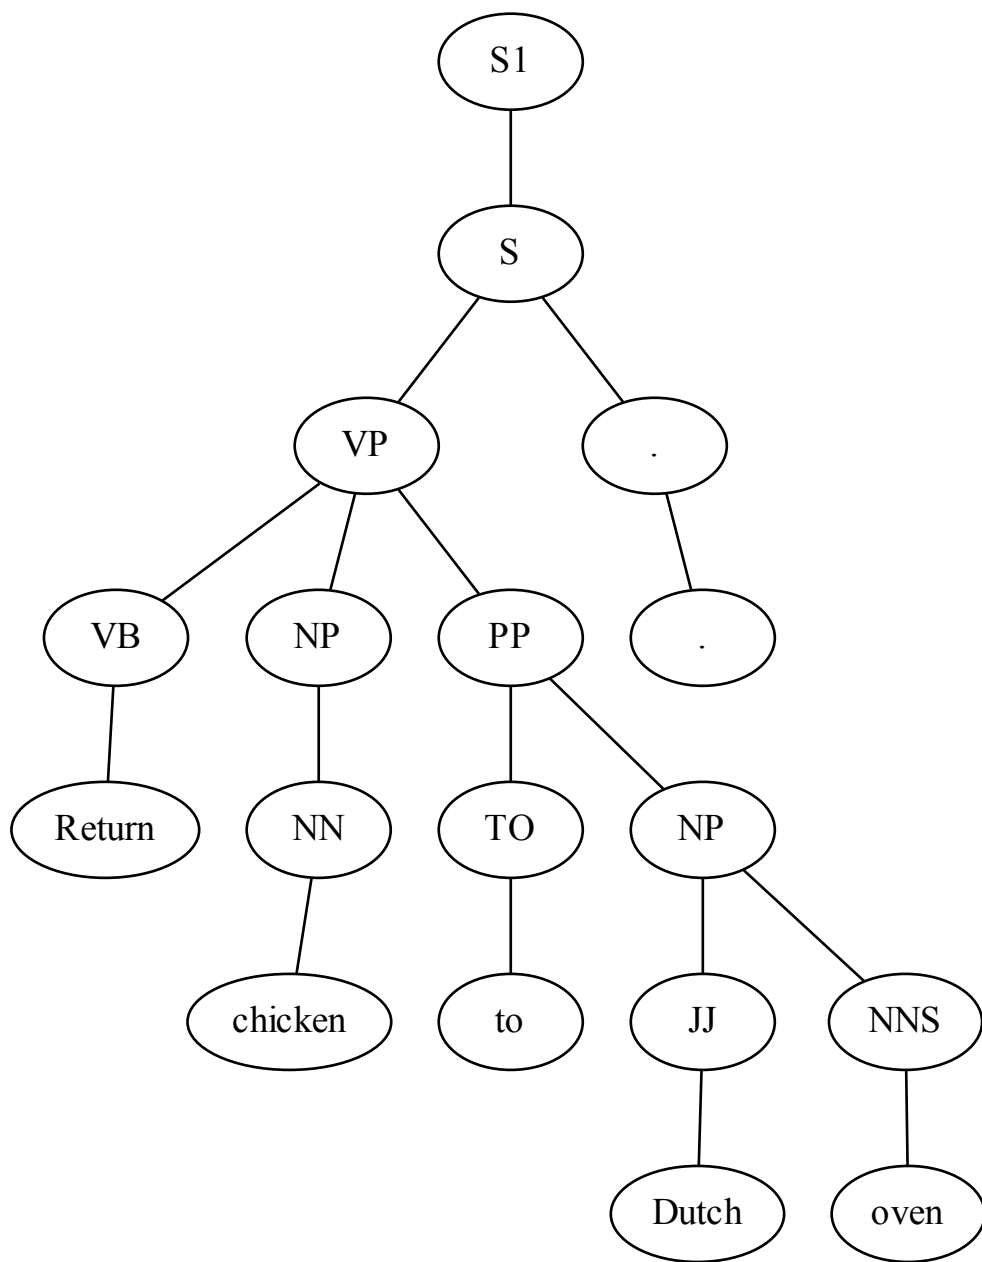 S1
S
VP .
VB NP PP .
Return NN TO NP
chicken to JJ NNS
Dutch oven